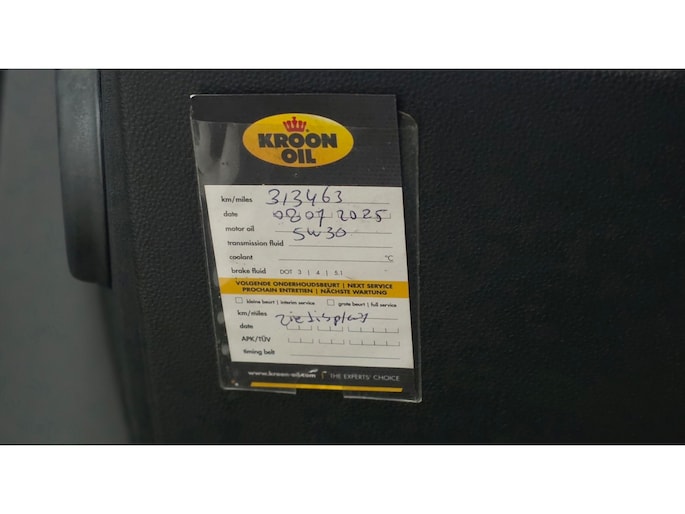 KROON
OIL
km/miles 313463
date 08 07 2025
motor oil 5W30
transmission fluid
coolant °C
brake fluid DOT 3 | 4 | 5.1
VOLGENDE ONDERHOUDSBEURT | NEXT SERVICE
PROCHAIN ENTRETIEN | NÄCHSTE WARTUNG
kleine beurt | interim service grote beurt | full service
km/miles zie display
date
APK/TÜV
timing belt
www.kroon-oil.com | THE EXPERTS' CHOICE